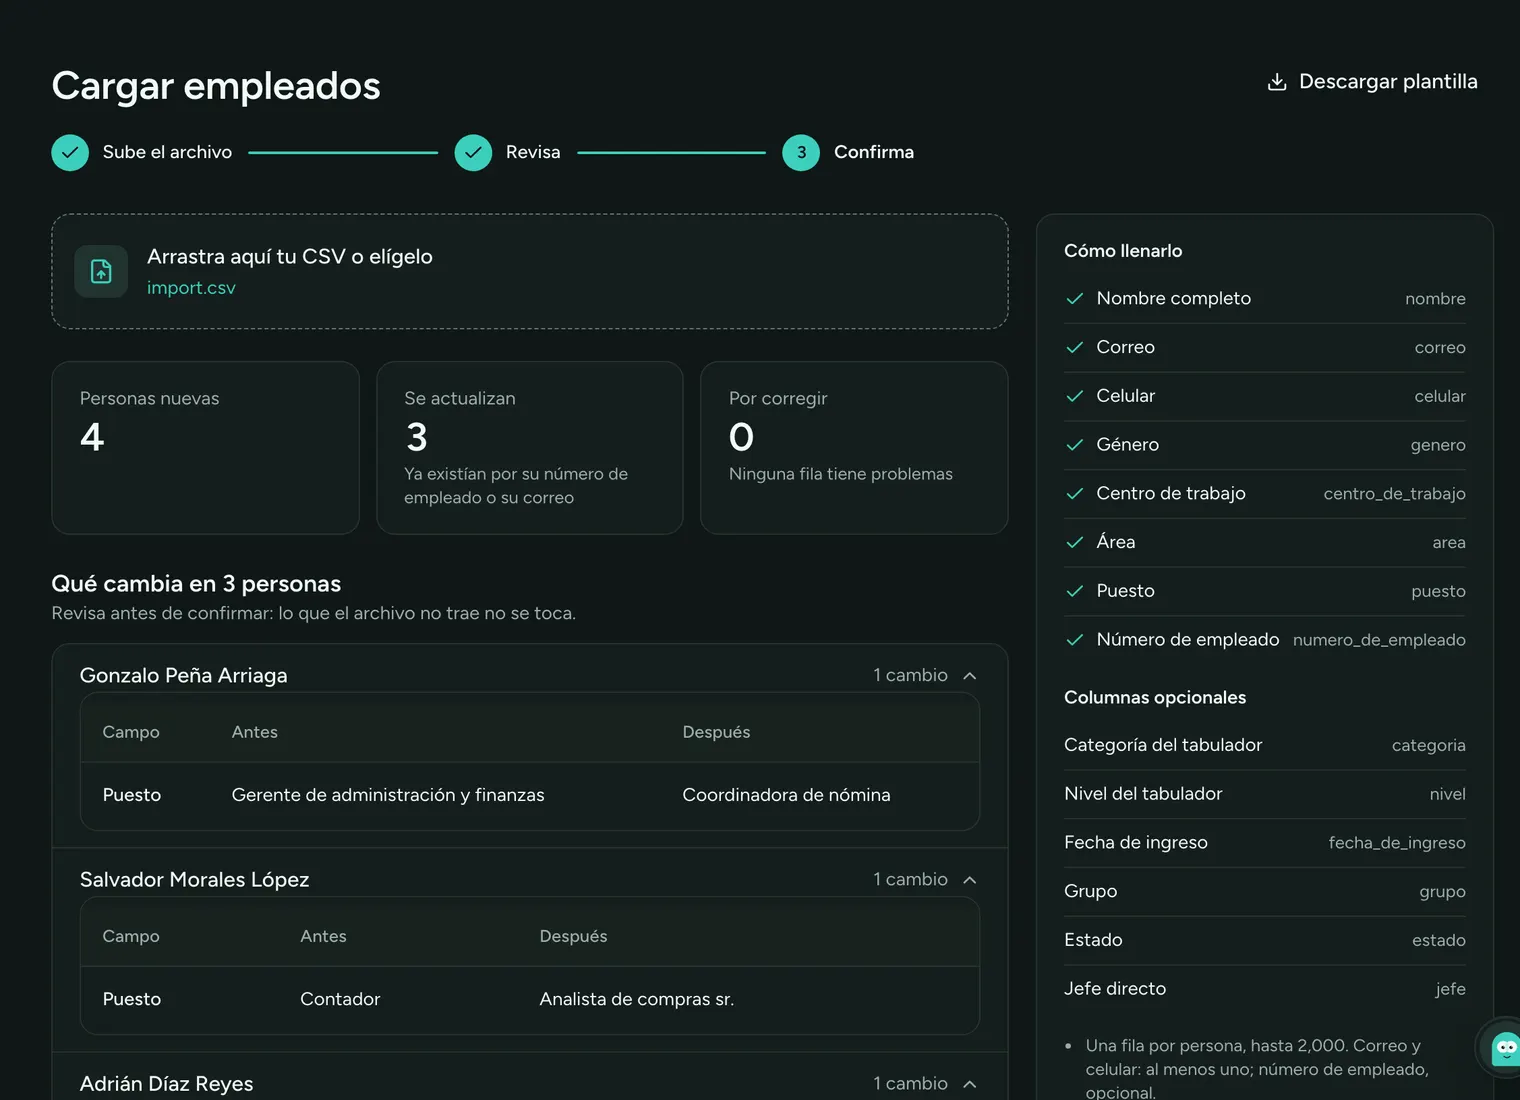 Cargar empleados
Descargar plantilla
Sube el archivo
Revisa
3
Confirma
Arrastra aquí tu CSV o elígelo
import.csv
Personas nuevas
4
Se actualizan
3
Ya existían por su número de
empleado o su correo
Por corregir
0
Ninguna fila tiene problemas
Qué cambia en 3 personas
Revisa antes de confirmar: lo que el archivo no trae no se toca.
Gonzalo Peña Arriaga
1 cambio
Campo Antes Después
Puesto Gerente de administración y finanzas Coordinadora de nómina
Salvador Morales López
1 cambio
Campo Antes Después
Puesto Contador Analista de compras sr.
Adrián Díaz Reyes
1 cambio
Cómo llenarlo
Nombre completo nombre
Correo correo
Celular celular
Género genero
Centro de trabajo centro_de_trabajo
Área area
Puesto puesto
Número de empleado numero_de_empleado
Columnas opcionales
Categoría del tabulador categoria
Nivel del tabulador nivel
Fecha de ingreso fecha_de_ingreso
Grupo grupo
Estado estado
Jefe directo jefe
• Una fila por persona, hasta 2,000. Correo y
celular: al menos uno; número de empleado,
opcional.